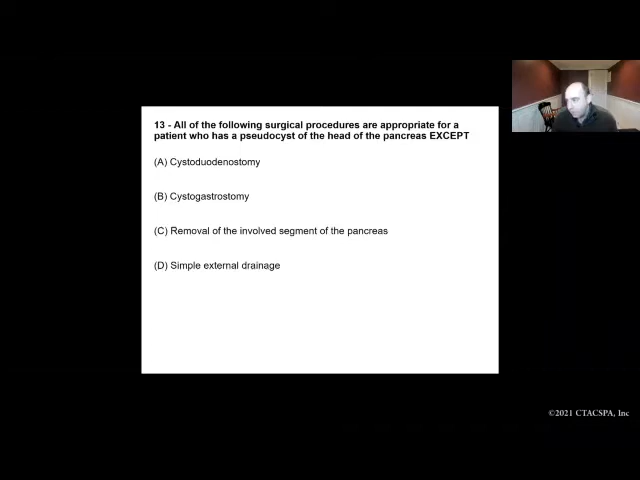 13 - All of the following surgical procedures are appropriate for a
patient who has a pseudocyst of the head of the pancreas EXCEPT
(A) Cystoduodenostomy
(B) Cystogastrostomy
(C) Removal of the involved segment of the pancreas
(D) Simple external drainage
©2021 CTACSPA, Inc